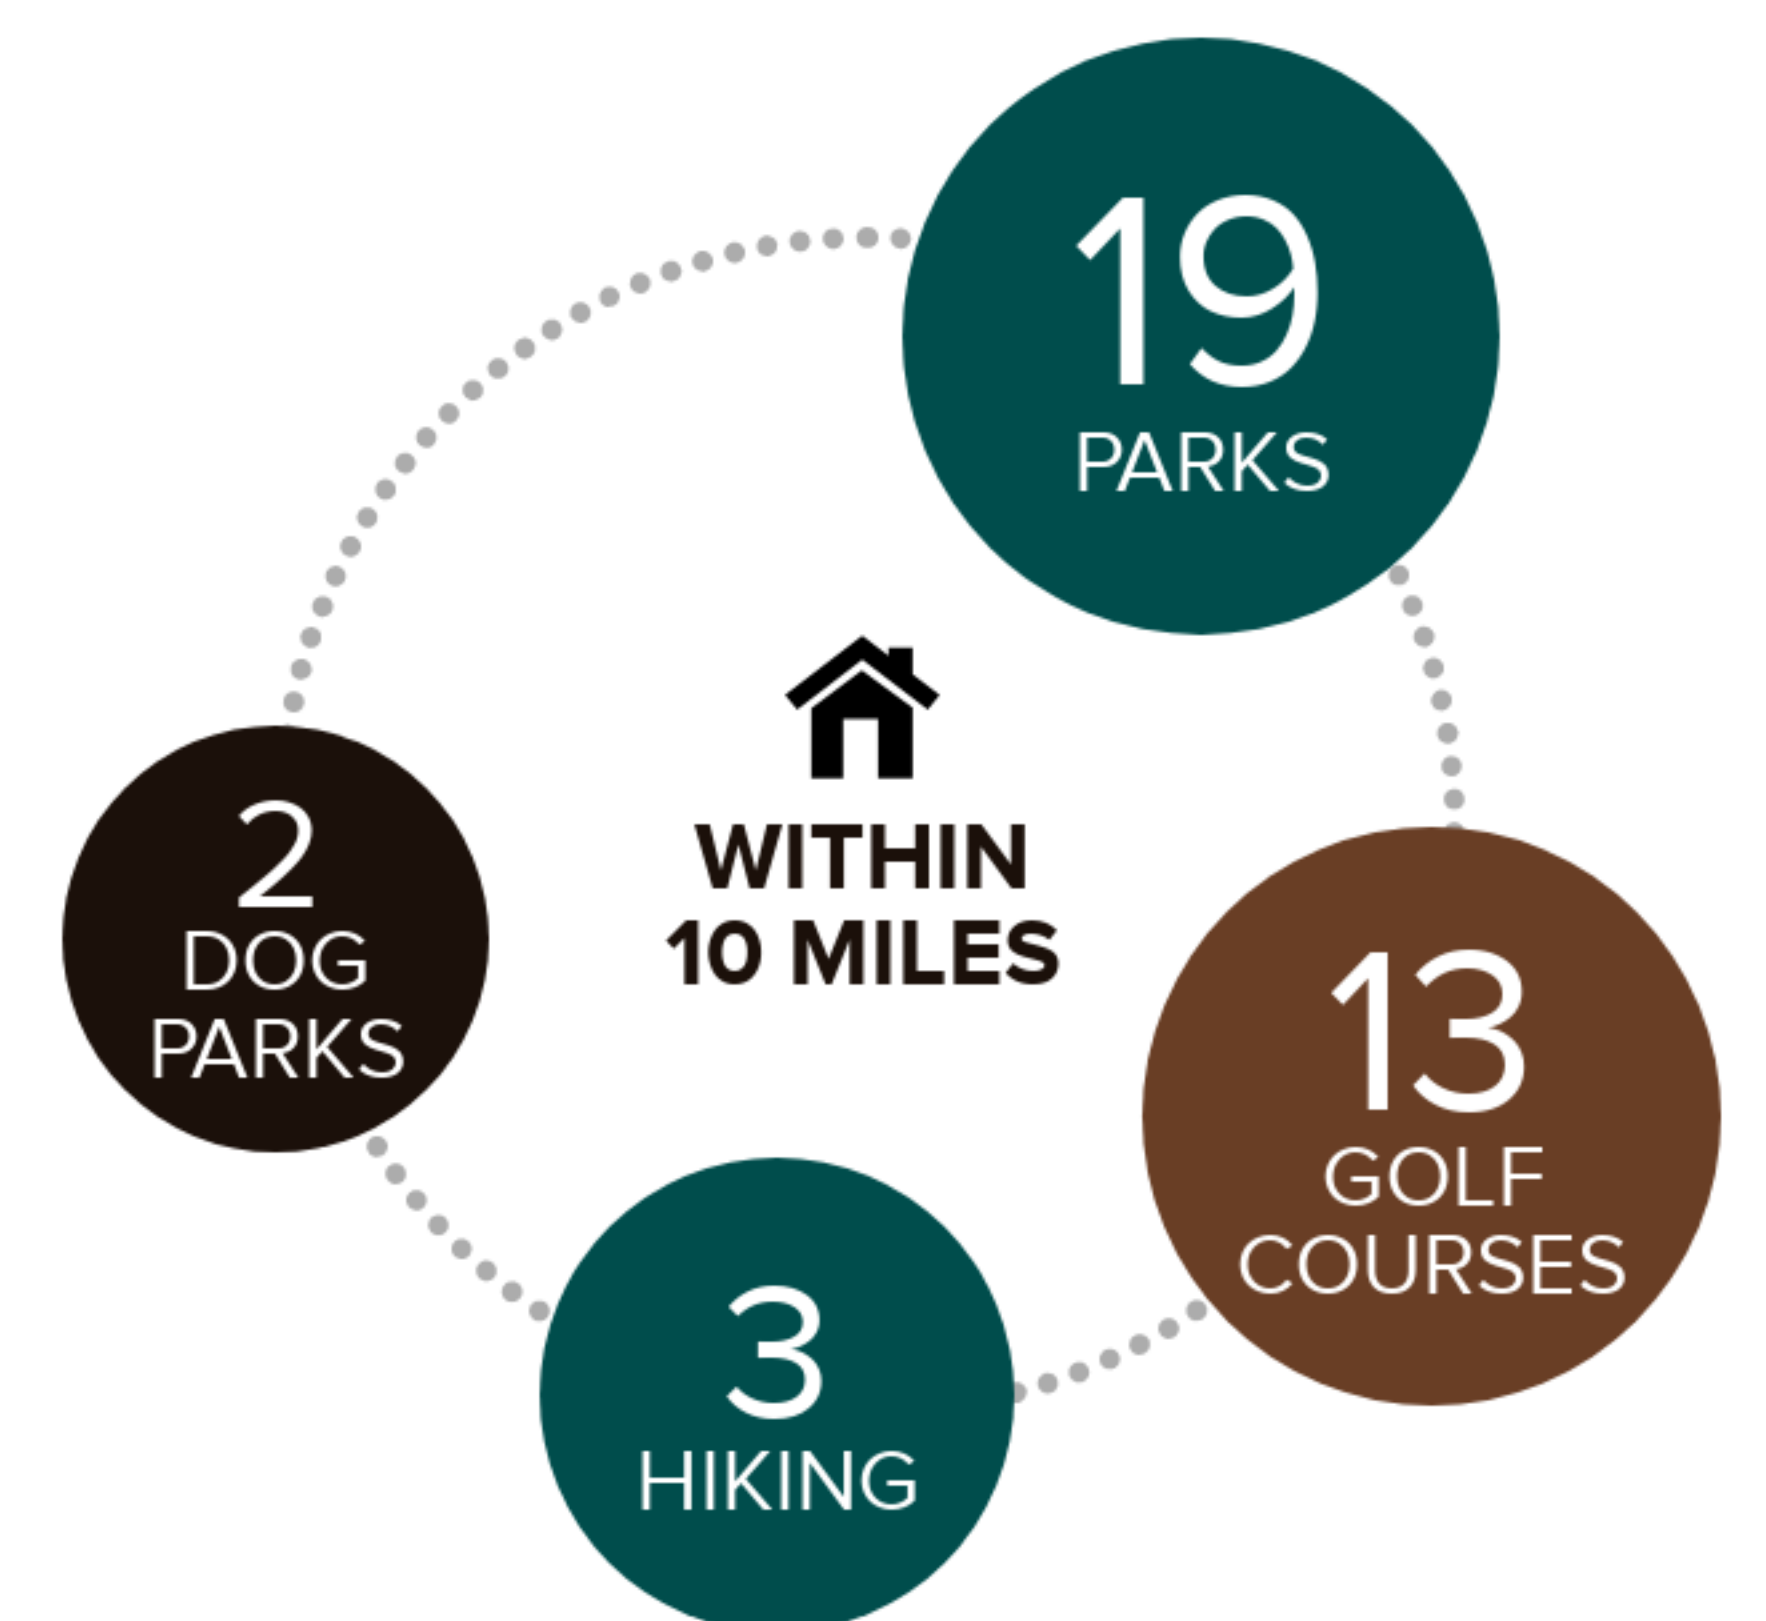 19
PARKS
WITHIN
10 MILES
2
DOG
PARKS
13
GOLF
COURSES
3
HIKING